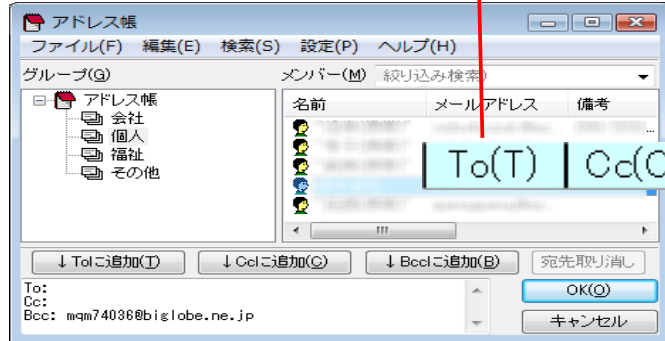 アドレス帳
ファイル(F) 編集(E) 検索(S) 設定(P) ヘルプ(H)
グループ(G) メンバー(M) 絞り込み検索
アドレス帳
会社
個人
福祉
その他
名前 メールアドレス 備考
To(T) Cc(C
↓Toに追加(T) ↓Ccに追加(C) ↓Bccに追加(B) 宛先取り消し
To:
Cc:
Bcc: mqm74036@biglobe.ne.jp
OK(O)
キャンセル